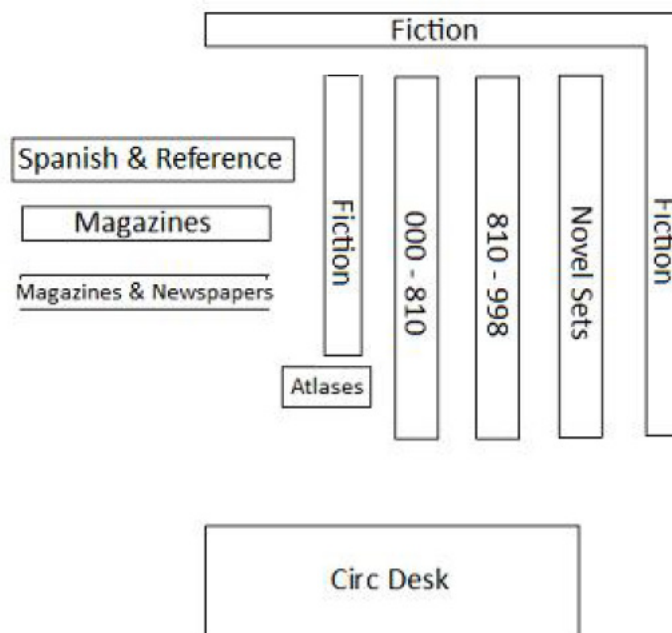 Fiction
Spanish & Reference
Magazines
Magazines & Newspapers
Fiction
000 - 810
810 - 998
Novel Sets
Fiction
Atlases
Circ Desk